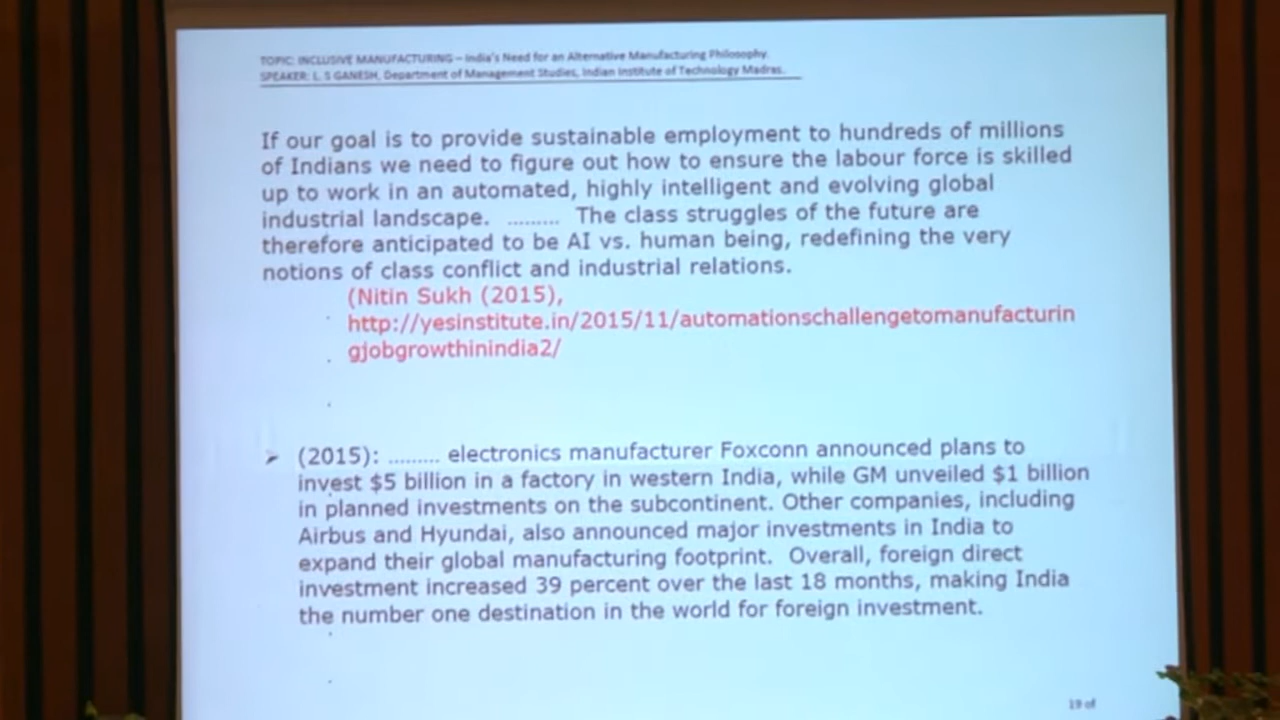 TOPIC: INCLUSIVE MANUFACTURING – India's Need for an Alternative Manufacturing Philosophy.
SPEAKER: L. S GANESH, Department of Management Studies, Indian Institute of Technology Madras.
If our goal is to provide sustainable employment to hundreds of millions
of Indians we need to figure out how to ensure the labour force is skilled
up to work in an automated, highly intelligent and evolving global
industrial landscape. ......... The class struggles of the future are
therefore anticipated to be AI vs. human being, redefining the very
notions of class conflict and industrial relations.
(Nitin Sukh (2015),
http://yesinstitute.in/2015/11/automationschallengetomanufacturin
gjobgrowthinindia2/
➢ (2015): ......... electronics manufacturer Foxconn announced plans to
invest $5 billion in a factory in western India, while GM unveiled $1 billion
in planned investments on the subcontinent. Other companies, including
Airbus and Hyundai, also announced major investments in India to
expand their global manufacturing footprint. Overall, foreign direct
investment increased 39 percent over the last 18 months, making India
the number one destination in the world for foreign investment.
19 of